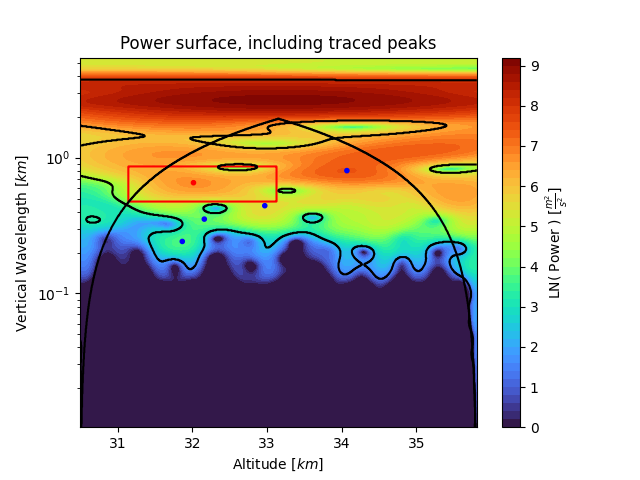 Power surface, including traced peaks
Vertical Wavelength [km]
10⁰
10⁻¹
31 32 33 34 35
Altitude [km]
9
8
7
6
5
4
3
2
1
0
LN( Power ) [m²/s²]